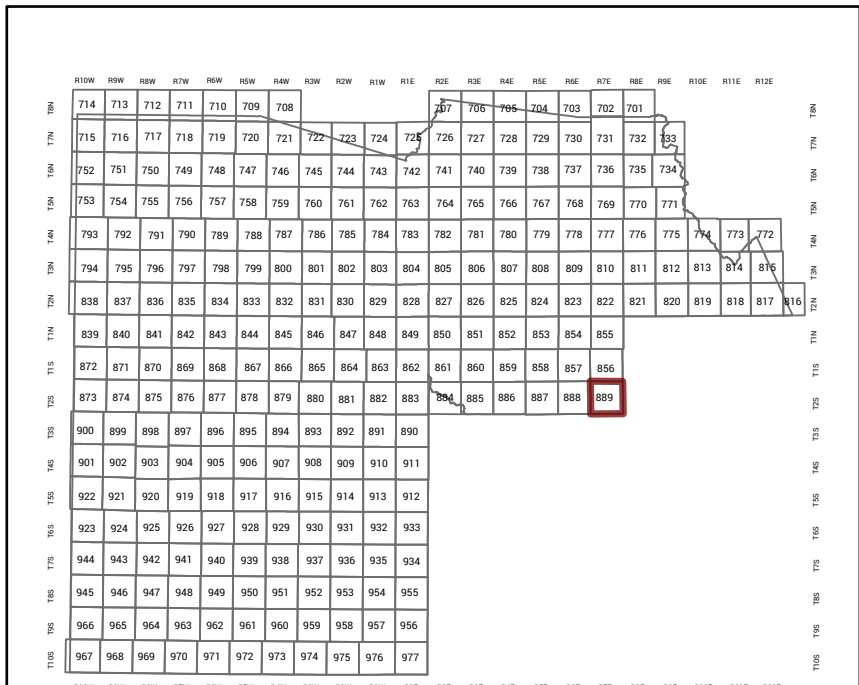 R10W R9W R8W R7W R6W R5W R4W R3W R2W R1W R1E R2E R3E R4E R5E R6E R7E R8E R9E R10E R11E R12E
T8N 714 713 712 711 710 709 708 707 706 705 704 703 702 701 T8N
T7N 715 716 717 718 719 720 721 722 723 724 725 726 727 728 729 730 731 732 733 T7N
T6N 752 751 750 749 748 747 746 745 744 743 742 741 740 739 738 737 736 735 734 T6N
T5N 753 754 755 756 757 758 759 760 761 762 763 764 765 766 767 768 769 770 771 T5N
T4N 793 792 791 790 789 788 787 786 785 784 783 782 781 780 779 778 777 776 775 774 773 772 T4N
T3N 794 795 796 797 798 799 800 801 802 803 804 805 806 807 808 809 810 811 812 813 814 815 T3N
T2N 838 837 836 835 834 833 832 831 830 829 828 827 826 825 824 823 822 821 820 819 818 817 816 T2N
T1N 839 840 841 842 843 844 845 846 847 848 849 850 851 852 853 854 855 T1N
T1S 872 871 870 869 868 867 866 865 864 863 862 861 860 859 858 857 856 T1S
T2S 873 874 875 876 877 878 879 880 881 882 883 884 885 886 887 888 889 T2S
T3S 900 899 898 897 896 895 894 893 892 891 890 T3S
T4S 901 902 903 904 905 906 907 908 909 910 911 T4S
T5S 922 921 920 919 918 917 916 915 914 913 912 T5S
T6S 923 924 925 926 927 928 929 930 931 932 933 T6S
T7S 944 943 942 941 940 939 938 937 936 935 934 T7S
T8S 945 946 947 948 949 950 951 952 953 954 955 T8S
T9S 966 965 964 963 962 961 960 959 958 957 956 T9S
T10S 967 968 969 970 971 972 973 974 975 976 977 T10S